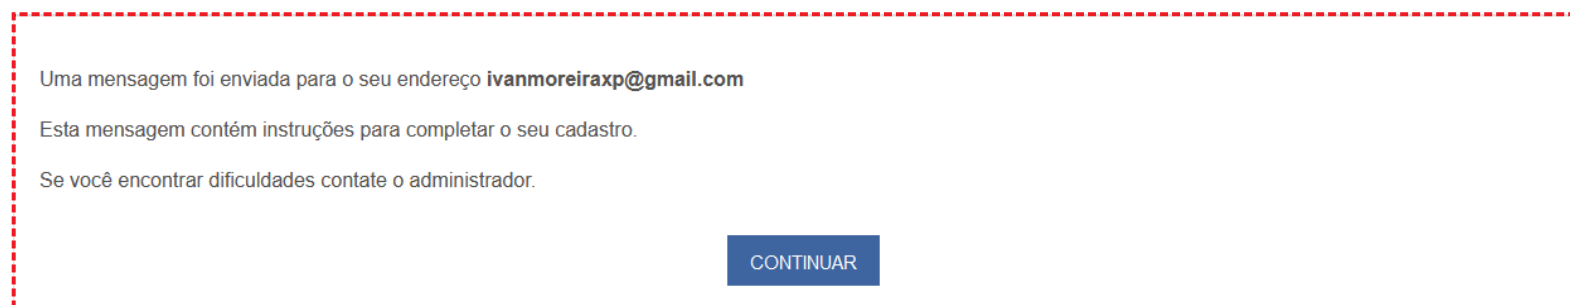 Uma mensagem foi enviada para o seu endereço ivanmoreiraxp@gmail.com
Esta mensagem contém instruções para completar o seu cadastro.
Se você encontrar dificuldades contate o administrador.
CONTINUAR